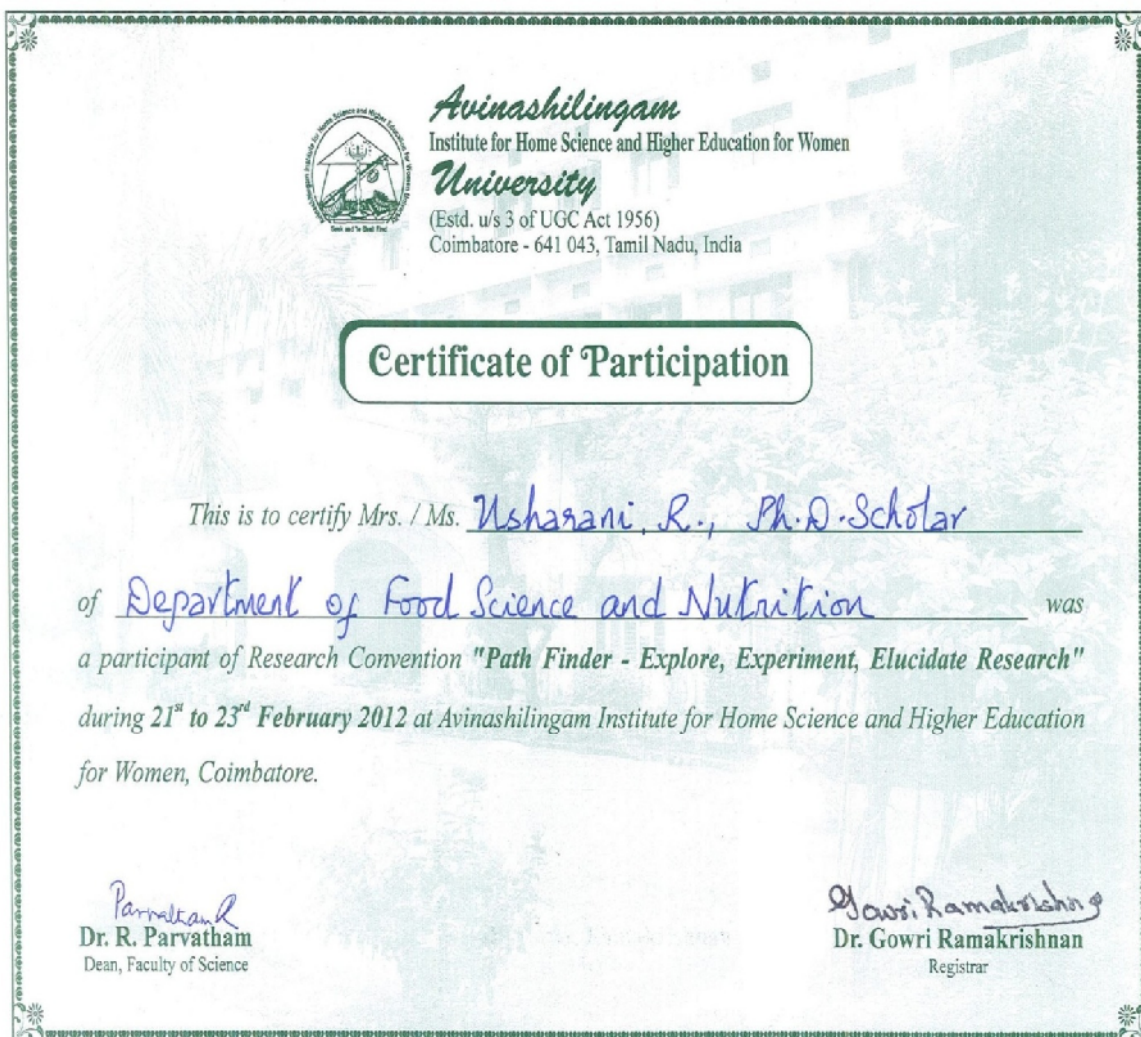 Avinashilingam
Institute for Home Science and Higher Education for Women
University
(Estd. u/s 3 of UGC Act 1956)
Coimbatore - 641 043, Tamil Nadu, India
Certificate of Participation
This is to certify Mrs. / Ms. Usharani, R., Ph.D. Scholar
of Department of Food Science and Nutrition was
a participant of Research Convention "Path Finder - Explore, Experiment, Elucidate Research"
during 21st to 23rd February 2012 at Avinashilingam Institute for Home Science and Higher Education
for Women, Coimbatore.
Parvatham R
Gowri Ramakrishnan
Dr. R. Parvatham
Dean, Faculty of Science
Dr. Gowri Ramakrishnan
Registrar